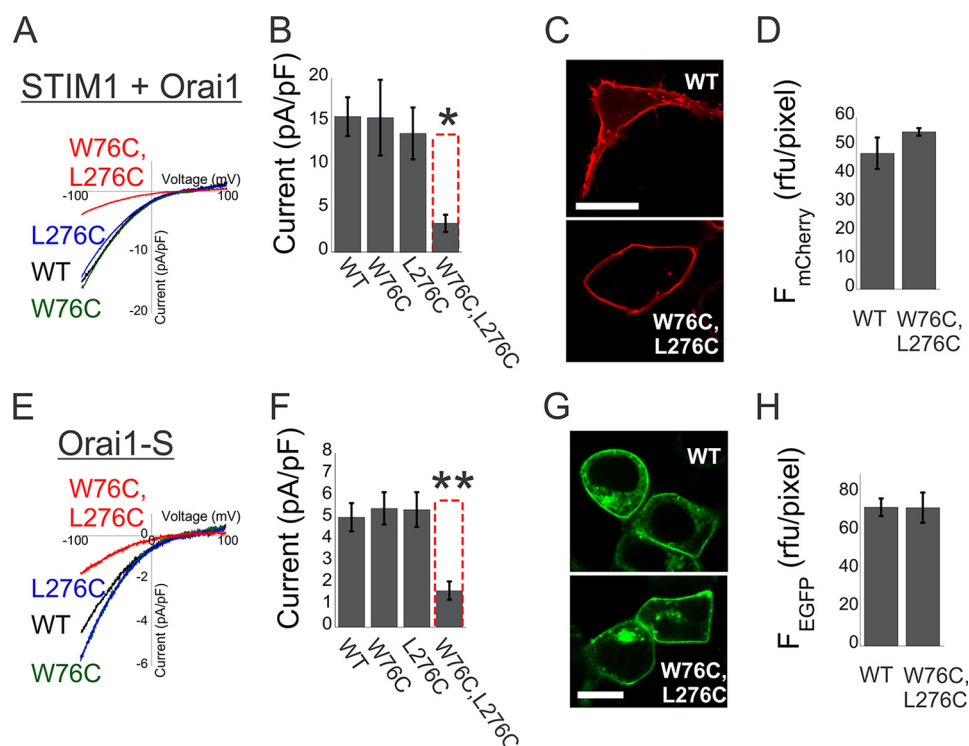 A
STIM1 + Orai1
W76C,
L276C
Voltage (mV)
-100
100
L276C
WT
W76C
-10
-20
Current (pA/pF)
B
Current (pA/pF)
20
15
10
5
0
*
WT
W76C
L276C
W76C,L276C
C
WT
W76C,
L276C
D
F mCherry (rfu/pixel)
60
50
40
30
20
10
0
WT
W76C,
L276C
E
Orai1-S
W76C,
L276C
Voltage (mV)
-100
0
100
L276C
WT
W76C
-2
-4
-6
Current (pA/pF)
F
Current (pA/pF)
8
7
6
5
4
3
2
1
0
**
WT
W76C
L276C
W76C,L276C
G
WT
W76C,
L276C
H
F EGFP (rfu/pixel)
80
60
40
20
0
WT
W76C,
L276C